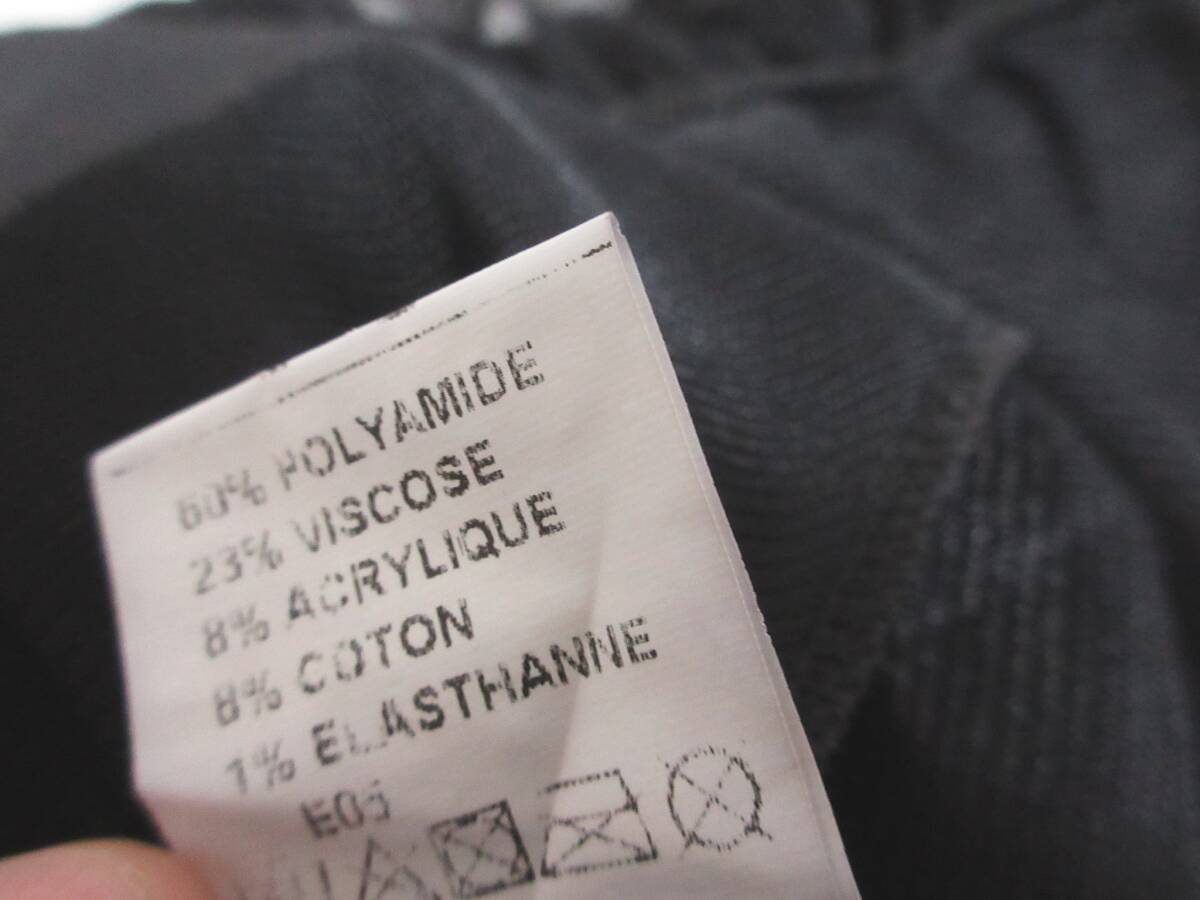 60% POLYAMIDE
23% VISCOSE
8% ACRYLIQUE
8% COTON
1% ELASTHANNE
E05